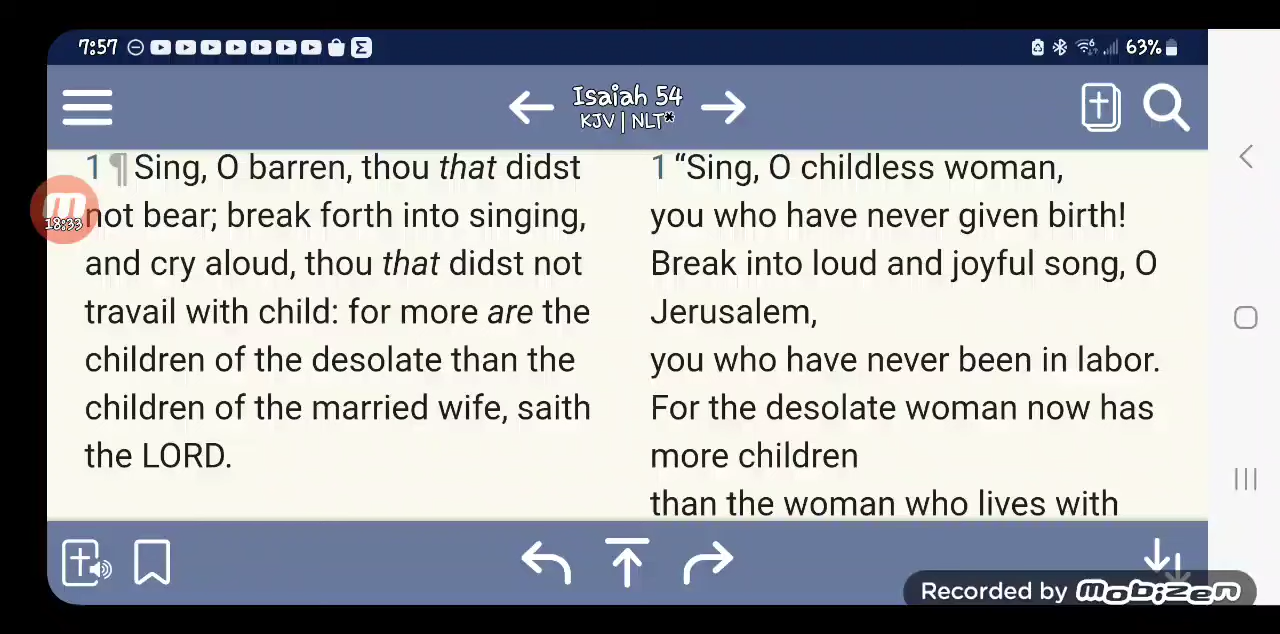 7:57
63%
Isaiah 54
KJV | NLT*
1 ¶ Sing, O barren, thou that didst
not bear; break forth into singing,
and cry aloud, thou that didst not
travail with child: for more are the
children of the desolate than the
children of the married wife, saith
the LORD.
18:33
1 “Sing, O childless woman,
you who have never given birth!
Break into loud and joyful song, O
Jerusalem,
you who have never been in labor.
For the desolate woman now has
more children
than the woman who lives with
Recorded by Mobizen